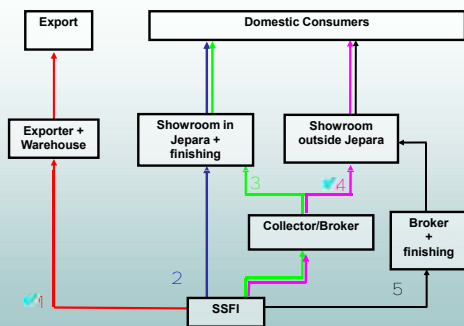 Export
Domestic Consumers
Exporter +
Warehouse
Showroom in
Jepara +
finishing
Showroom
outside Jepara
3
4
Collector/Broker
Broker
+
finishing
2
5
1
SSFI